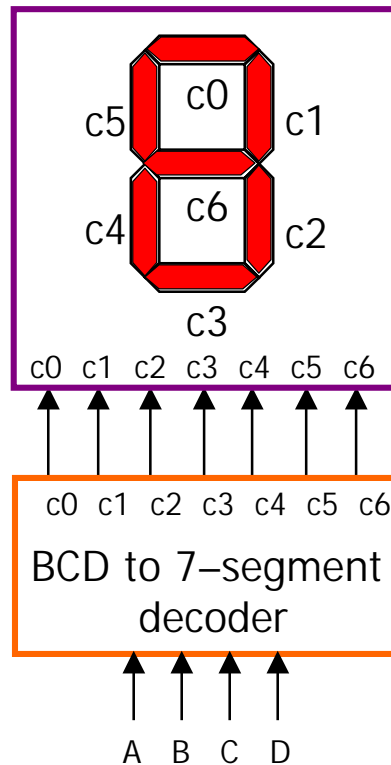 c0
c5 c1
c6
c4 c2
c3
c0 c1 c2 c3 c4 c5 c6
c0 c1 c2 c3 c4 c5 c6
BCD to 7–segment
decoder
A B C D